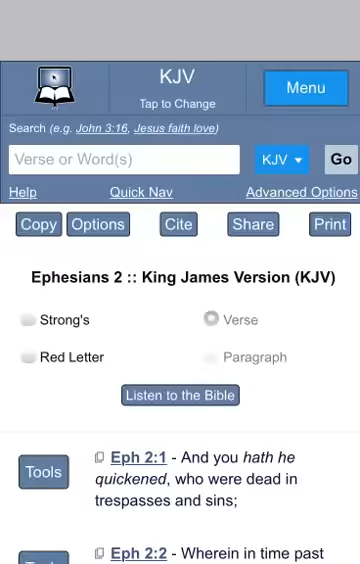 KJV
Tap to Change
Menu
Search (e.g. John 3:16, Jesus faith love)
Verse or Word(s)
KJV
Go
Help Quick Nav Advanced Options
Copy Options Cite Share Print
Ephesians 2 :: King James Version (KJV)
Strong's Verse
Red Letter Paragraph
Listen to the Bible
Tools
Eph 2:1 - And you hath he
quickened, who were dead in
trespasses and sins;
Eph 2:2 - Wherein in time past
Tools